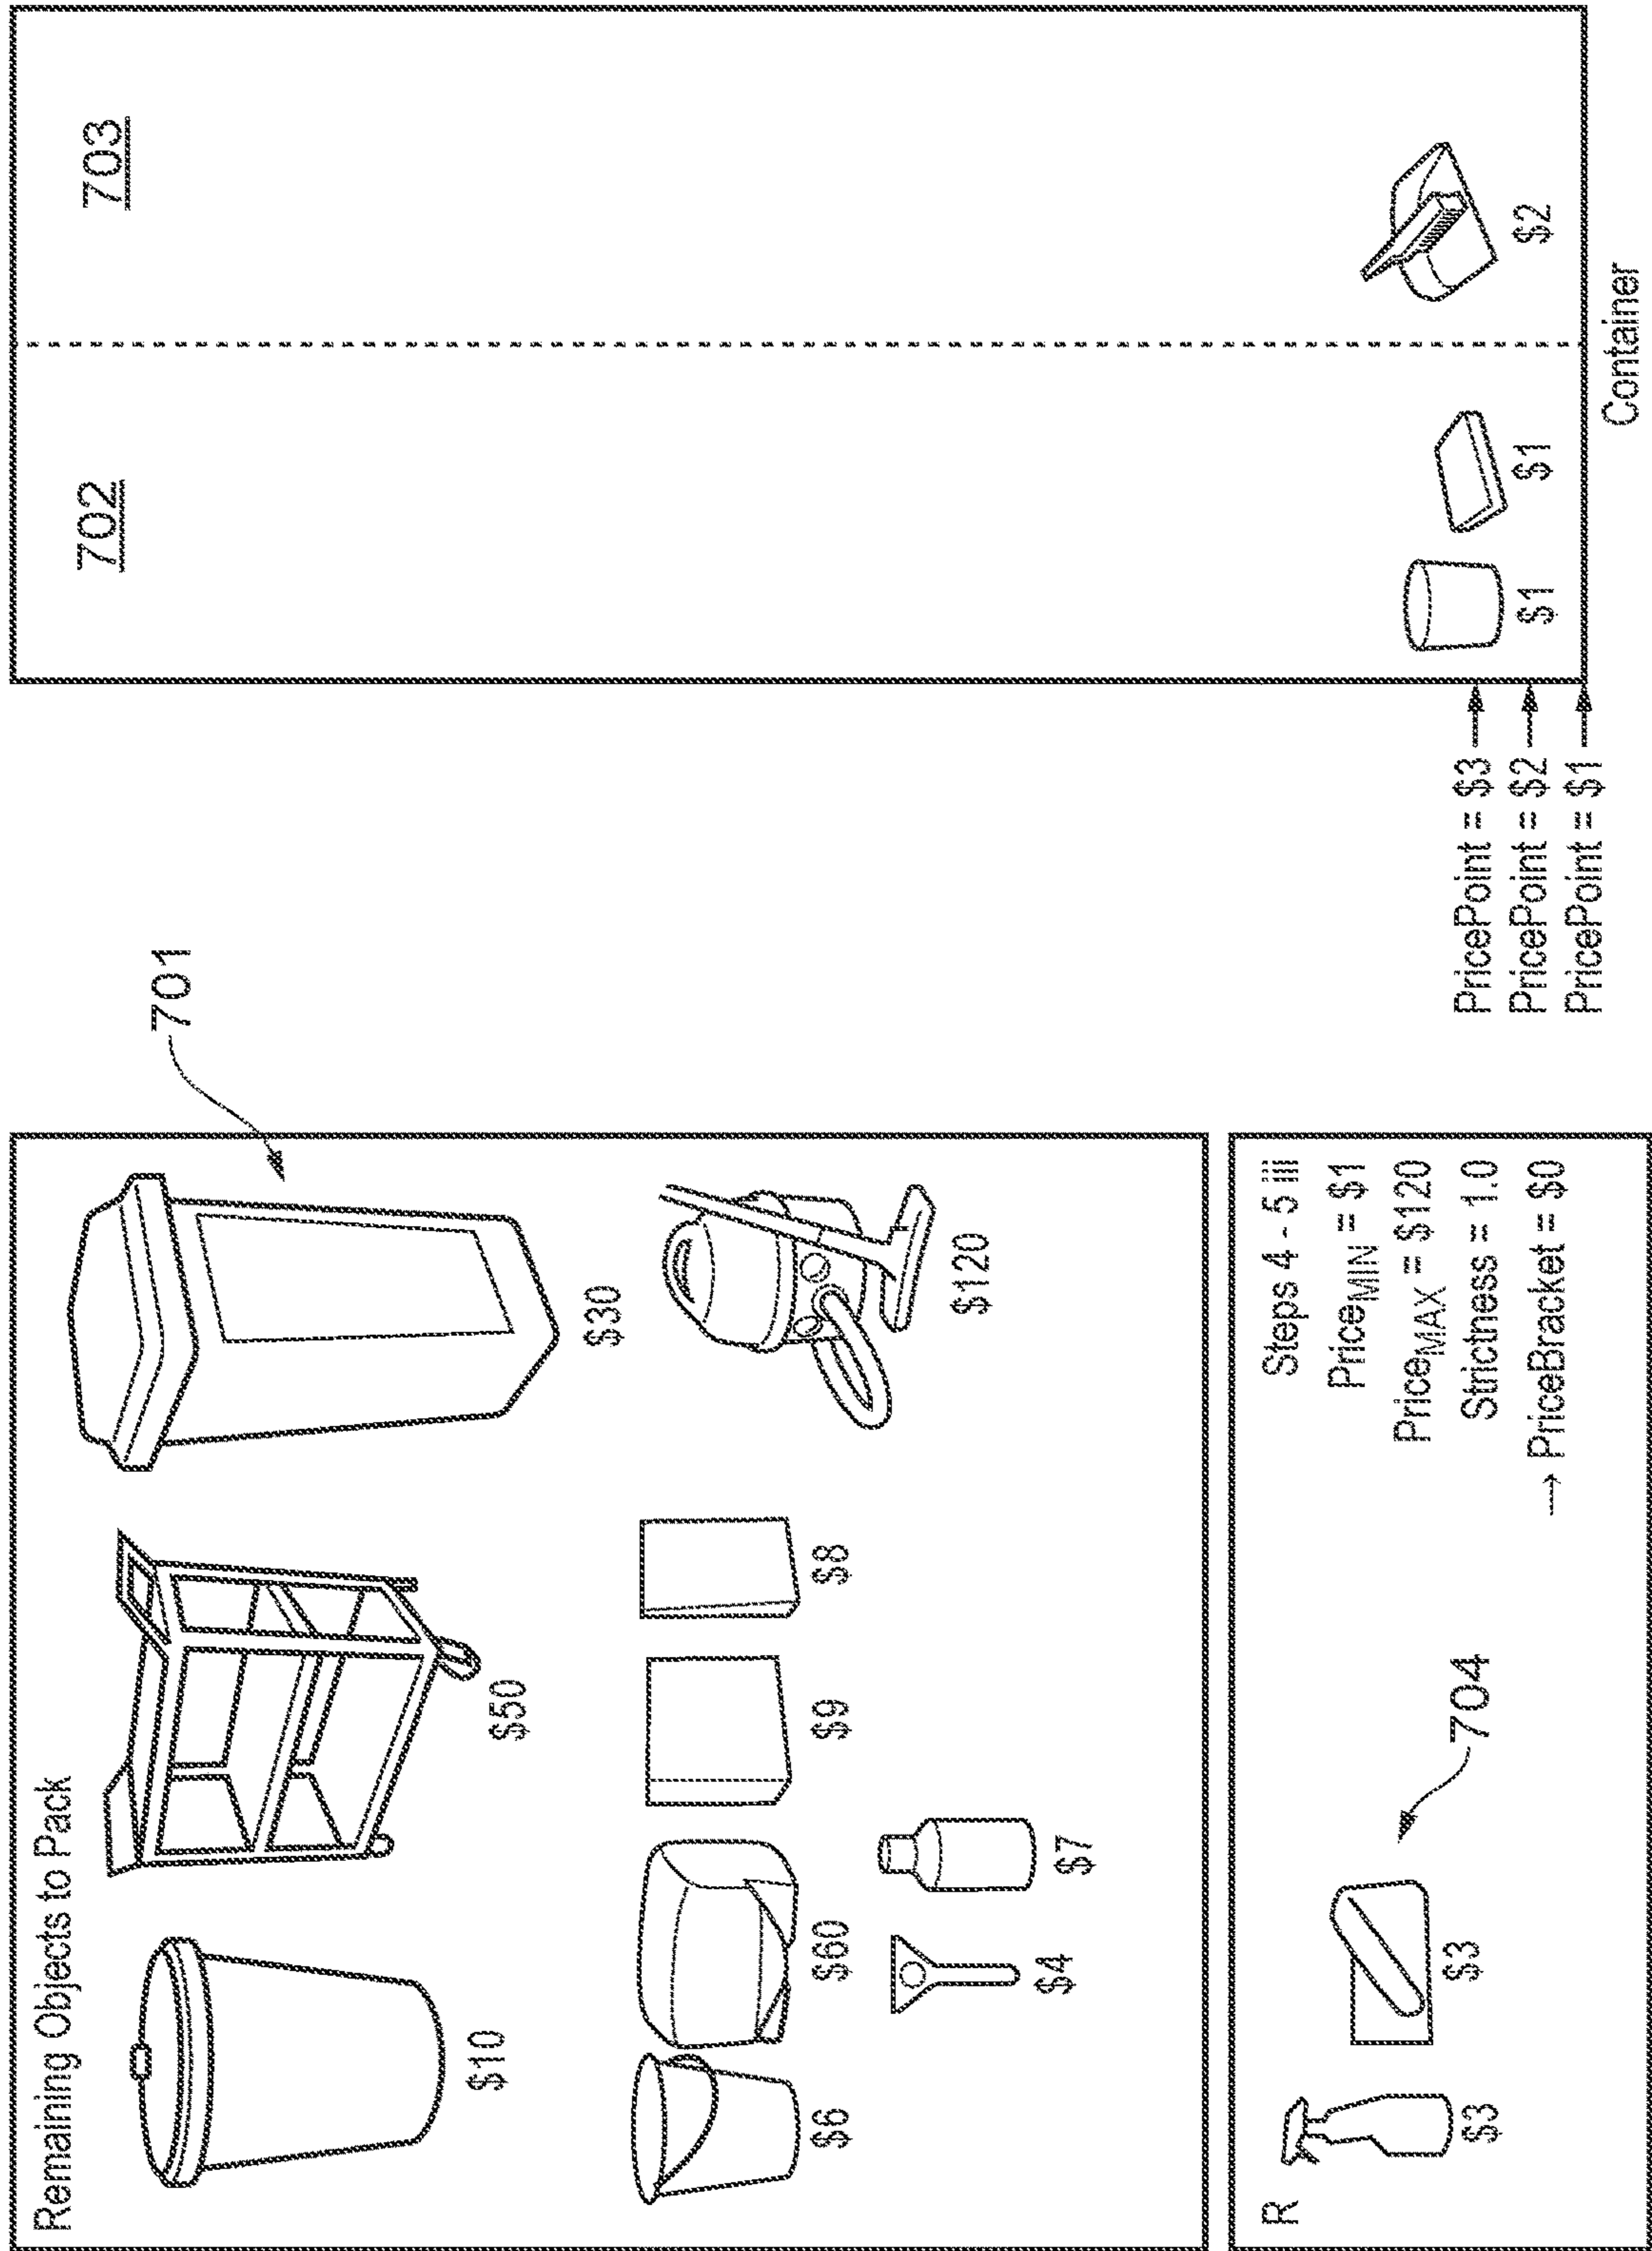 Remaining Objects to Pack
701
$10
$50
$30
$6
$60
$9
$8
$120
$4
$7
R
$3
$3
704
Steps 4 - 5 iii
PriceMIN = $1
PriceMAX = $120
Strictness = 1.0
→ PriceBracket = $0
702
703
PricePoint = $3
PricePoint = $2
PricePoint = $1
$1
$1
$2
Container